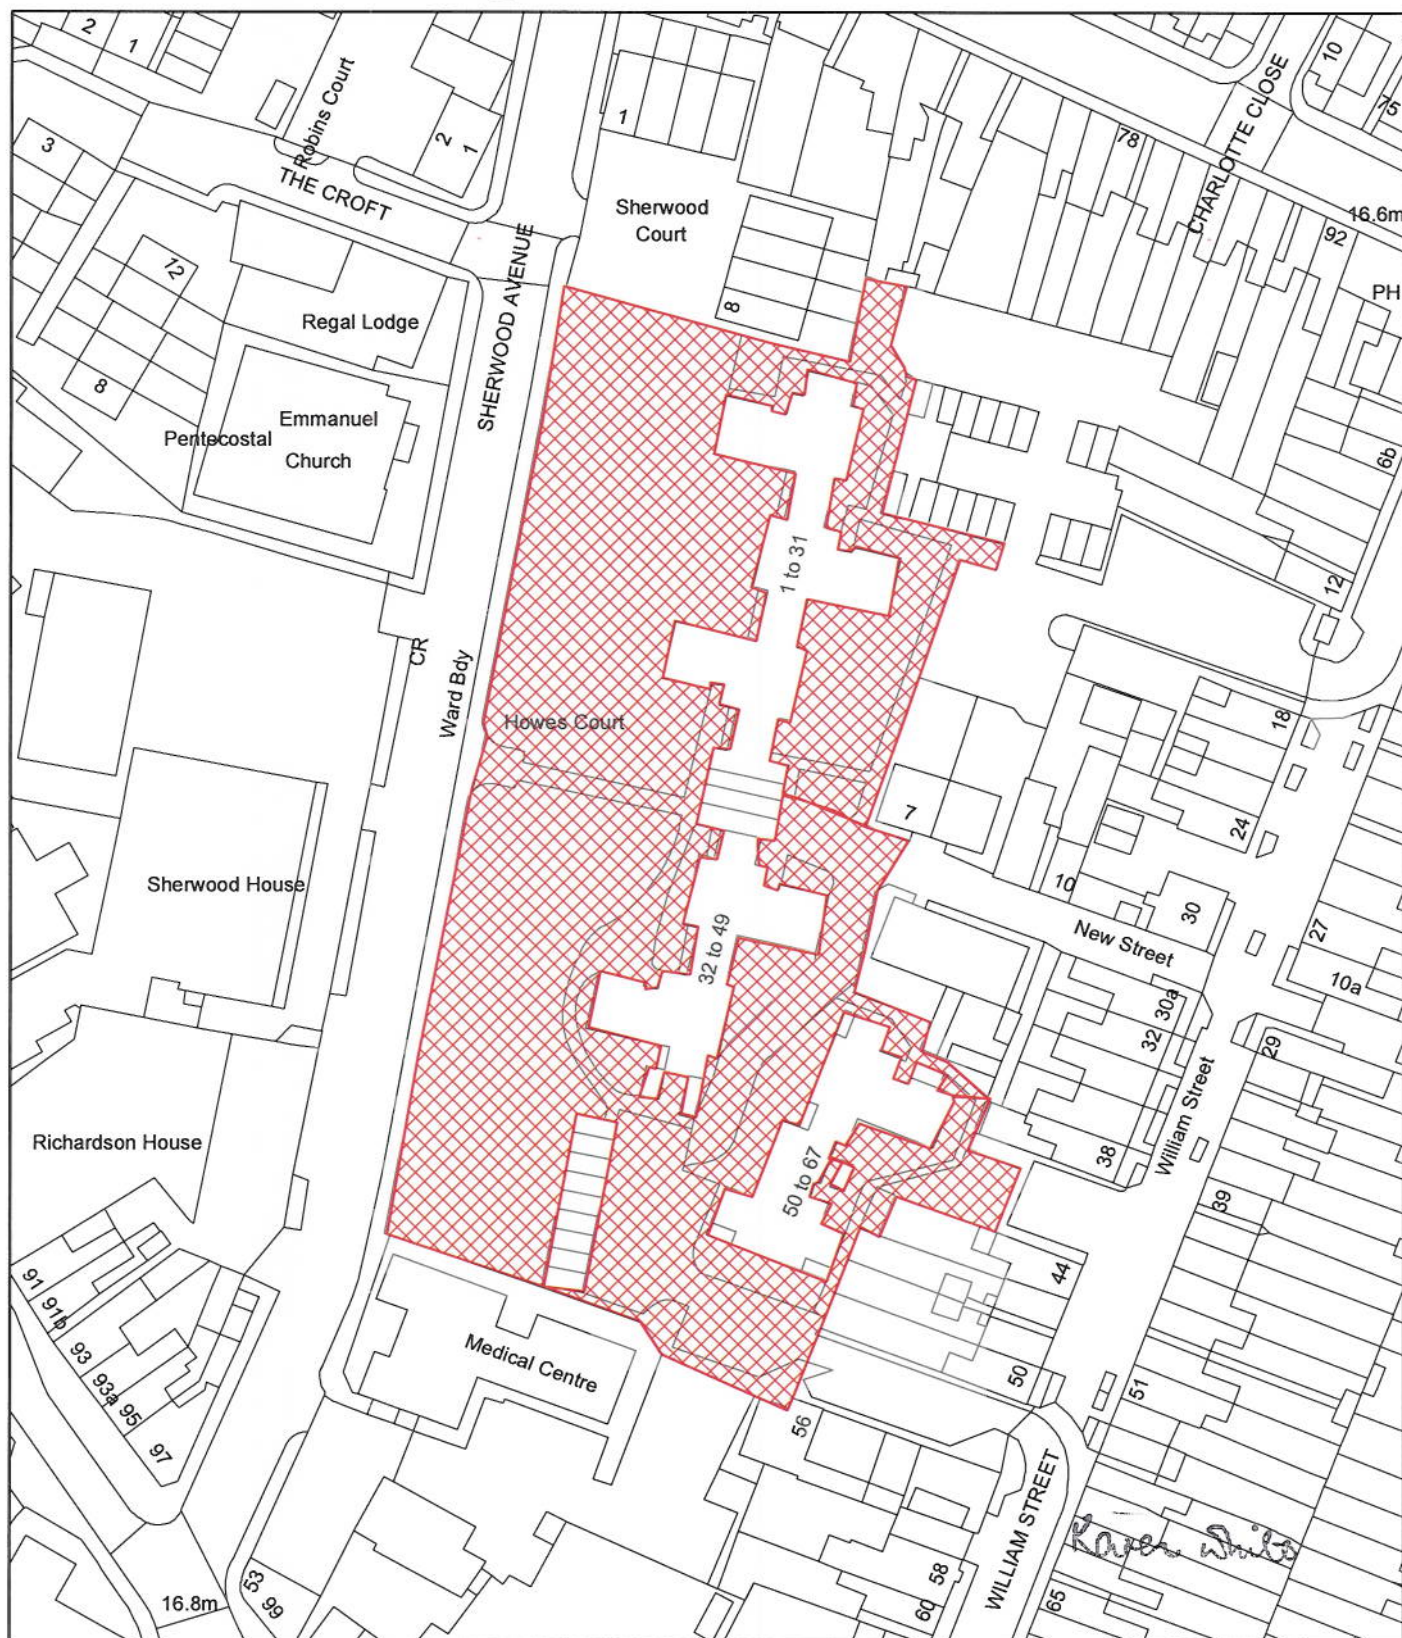 2
1
Robins Court
2
1
1
CHARLOTTE CLOSE
10
75
78
3
THE CROFT
Sherwood
Court
16.6m
92
12
SHERWOOD AVENUE
8
PH
Regal Lodge
8
Emmanuel
Pentecostal
Church
6b
1 to 31
12
CR
Ward Bdy
Howes Court
18
7
24
Sherwood House
10
30
27
New Street
32 to 49
10a
30a
32
29
William Street
Richardson House
38
50 to 67
39
44
91
91b
93
93a
95
97
Medical Centre
50
51
56
WILLIAM STREET
Karen White
53
99
16.8m
58
60
65